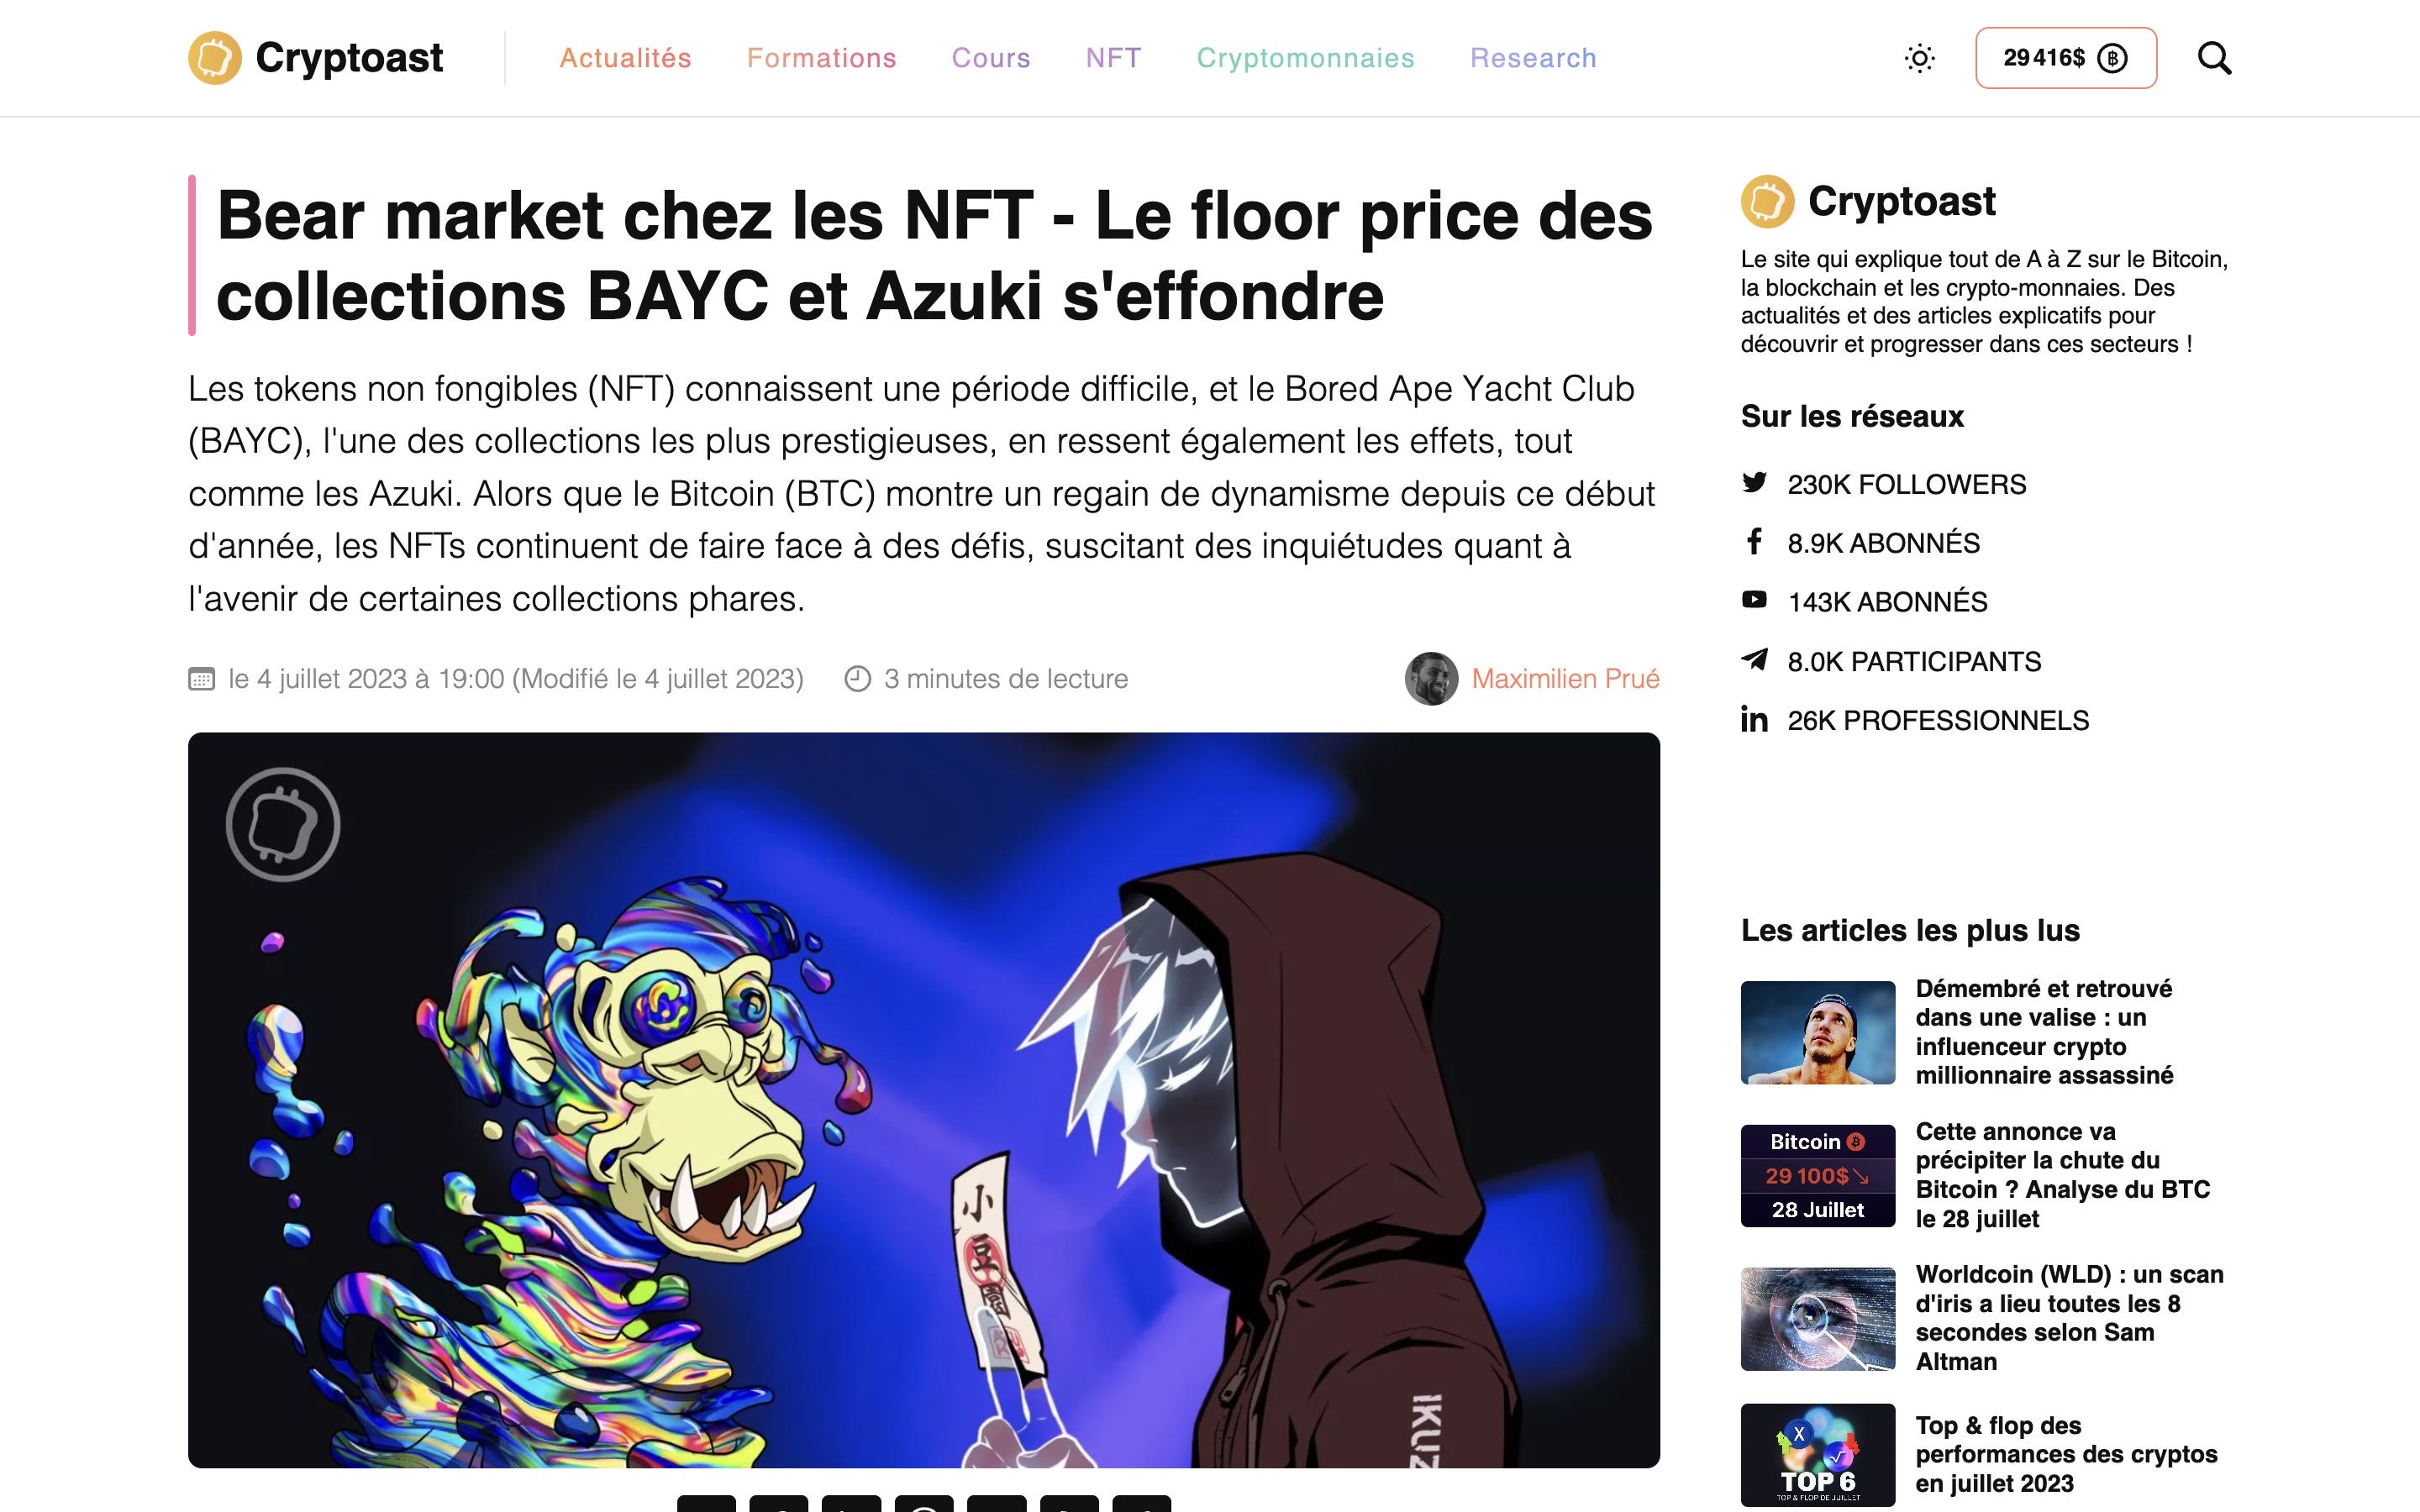 Cryptoast
Actualités
Formations
Cours
NFT
Cryptomonnaies
Research
29 416$
Bear market chez les NFT - Le floor price des
collections BAYC et Azuki s'effondre
Les tokens non fongibles (NFT) connaissent une période difficile, et le Bored Ape Yacht Club
(BAYC), l'une des collections les plus prestigieuses, en ressent également les effets, tout
comme les Azuki. Alors que le Bitcoin (BTC) montre un regain de dynamisme depuis ce début
d'année, les NFTs continuent de faire face à des défis, suscitant des inquiétudes quant à
l'avenir de certaines collections phares.
le 4 juillet 2023 à 19:00 (Modifié le 4 juillet 2023)
3 minutes de lecture
Maximilien Prué
小
豆
園
IKUZ
Cryptoast
Le site qui explique tout de A à Z sur le Bitcoin,
la blockchain et les crypto-monnaies. Des
actualités et des articles explicatifs pour
découvrir et progresser dans ces secteurs !
Sur les réseaux
230K FOLLOWERS
8.9K ABONNÉS
143K ABONNÉS
8.0K PARTICIPANTS
26K PROFESSIONNELS
Les articles les plus lus
Démembré et retrouvé
dans une valise : un
influenceur crypto
millionnaire assassiné
Bitcoin
29 100$
28 Juillet
Cette annonce va
précipiter la chute du
Bitcoin ? Analyse du BTC
le 28 juillet
Worldcoin (WLD) : un scan
d'iris a lieu toutes les 8
secondes selon Sam
Altman
TOP 6
TOP & FLOP DE JUILLET
Top & flop des
performances des cryptos
en juillet 2023